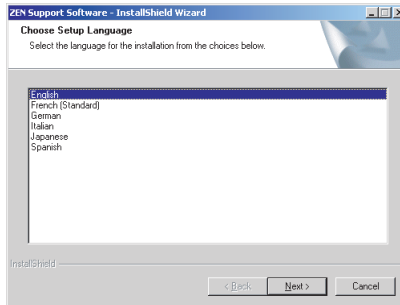 ZEN Support Software - InstallShield Wizard
Choose Setup Language
Select the language for the installation from the choices below.
English
French (Standard)
German
Italian
Japanese
Spanish
InstallShield
< Back
Next >
Cancel